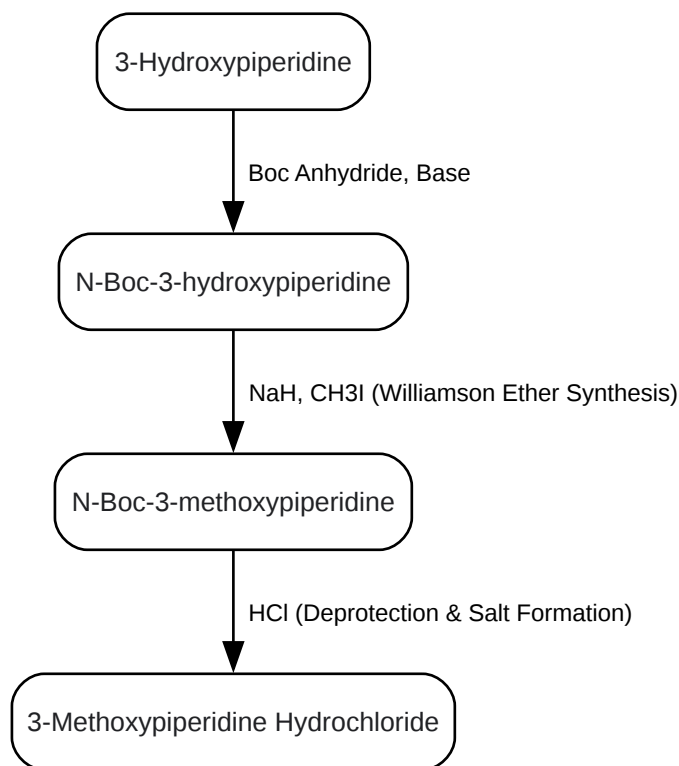 3-Hydroxypiperidine
Boc Anhydride, Base
N-Boc-3-hydroxypiperidine
NaH, CH3I (Williamson Ether Synthesis)
N-Boc-3-methoxypiperidine
HCl (Deprotection & Salt Formation)
3-Methoxypiperidine Hydrochloride